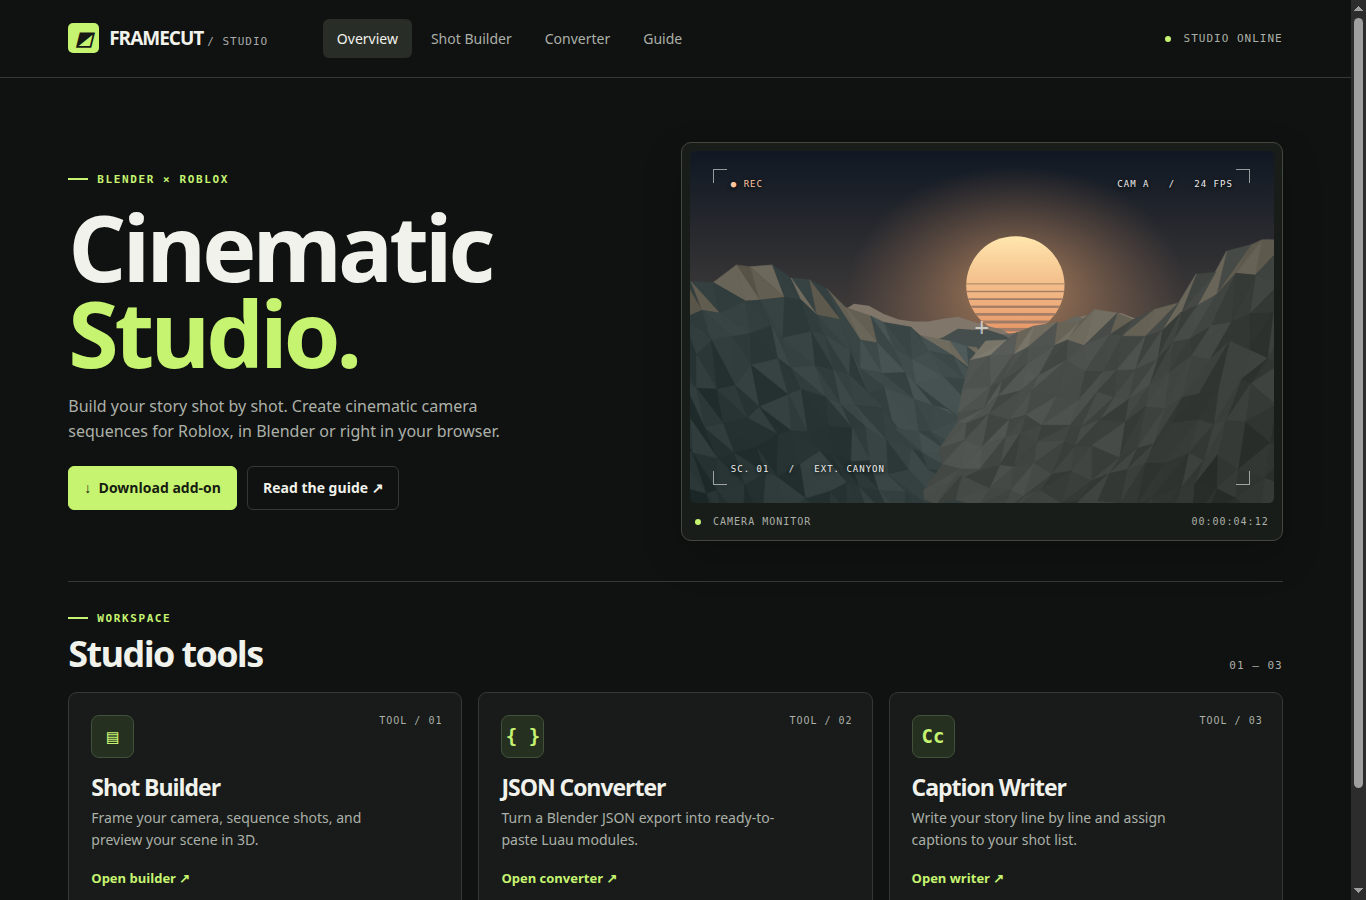 FRAMECUT / STUDIO
Overview
Shot Builder
Converter
Guide
STUDIO ONLINE
BLENDER × ROBLOX
Cinematic
Studio.
Build your story shot by shot. Create cinematic camera
sequences for Roblox, in Blender or right in your browser.
↓ Download add-on
Read the guide ↗
● REC
CAM A / 24 FPS
SC. 01 / EXT. CANYON
CAMERA MONITOR
00:00:04:12
WORKSPACE
Studio tools
01 — 03
TOOL / 01
Shot Builder
Frame your camera, sequence shots, and
preview your scene in 3D.
Open builder ↗
{ }
TOOL / 02
JSON Converter
Turn a Blender JSON export into ready-to-
paste Luau modules.
Open converter ↗
Cc
TOOL / 03
Caption Writer
Write your story line by line and assign
captions to your shot list.
Open writer ↗